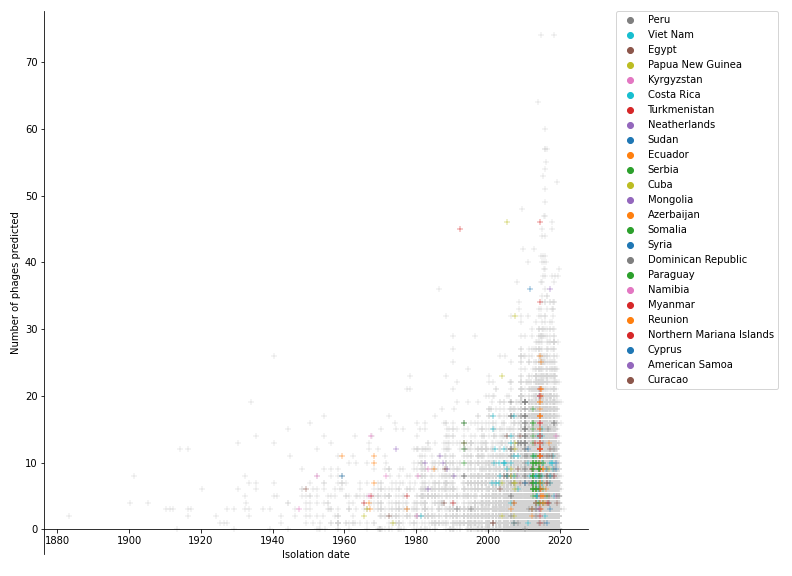 Number of phages predicted
70
60
50
40
30
20
10
0
1880 1900 1920 1940 1960 1980 2000 2020
Isolation date
Peru
Viet Nam
Egypt
Papua New Guinea
Kyrgyzstan
Costa Rica
Turkmenistan
Neatherlands
Sudan
Ecuador
Serbia
Cuba
Mongolia
Azerbaijan
Somalia
Syria
Dominican Republic
Paraguay
Namibia
Myanmar
Reunion
Northern Mariana Islands
Cyprus
American Samoa
Curacao